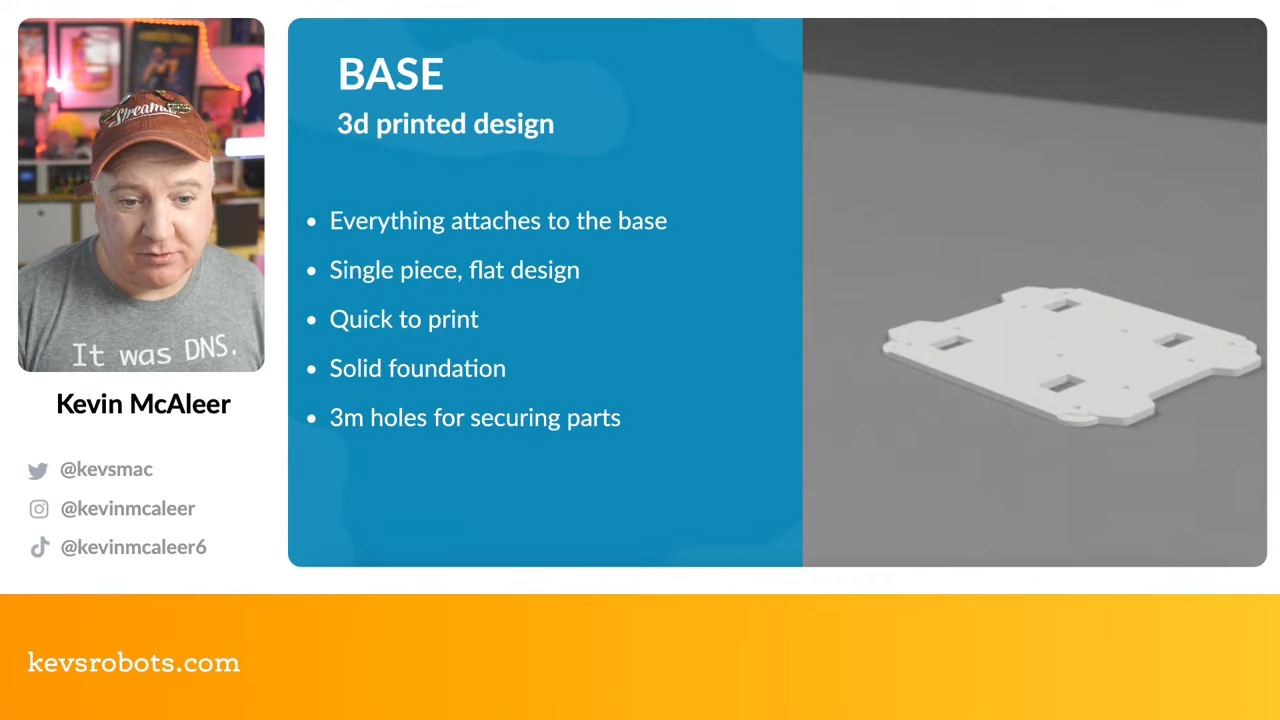 Streamer
It was DNS.
Kevin McAleer
@kevsmac
@kevinmcaleer
@kevinmcaleer6
BASE
3d printed design
• Everything attaches to the base
• Single piece, flat design
• Quick to print
• Solid foundation
• 3m holes for securing parts
kevsrobots.com